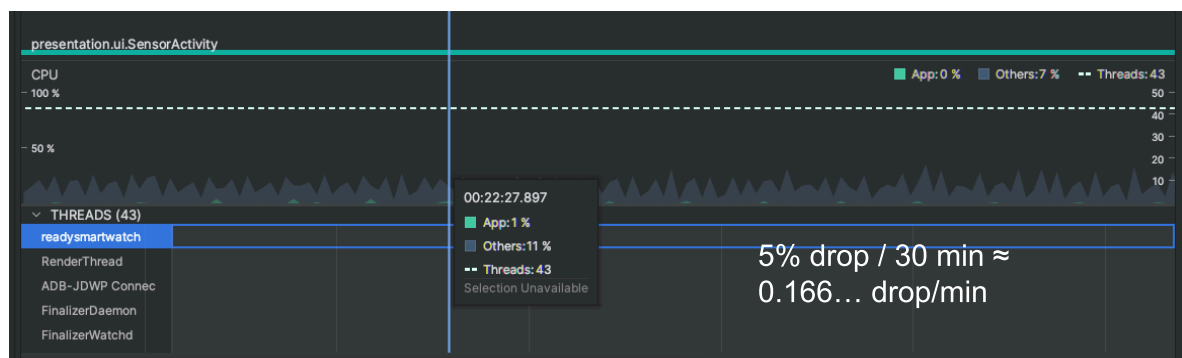 presentation.ui.SensorActivity
CPU
App: 0 % Others: 7 % Threads: 43
100 % 50
40
30
50 %
20
10
00:22:27.897
App: 1 %
Others: 11 %
Threads: 43
Selection Unavailable
THREADS (43)
readysmartwatch
RenderThread
ADB-JDWP Connec
FinalizerDaemon
FinalizerWatchd
5% drop / 30 min ≈
0.166... drop/min